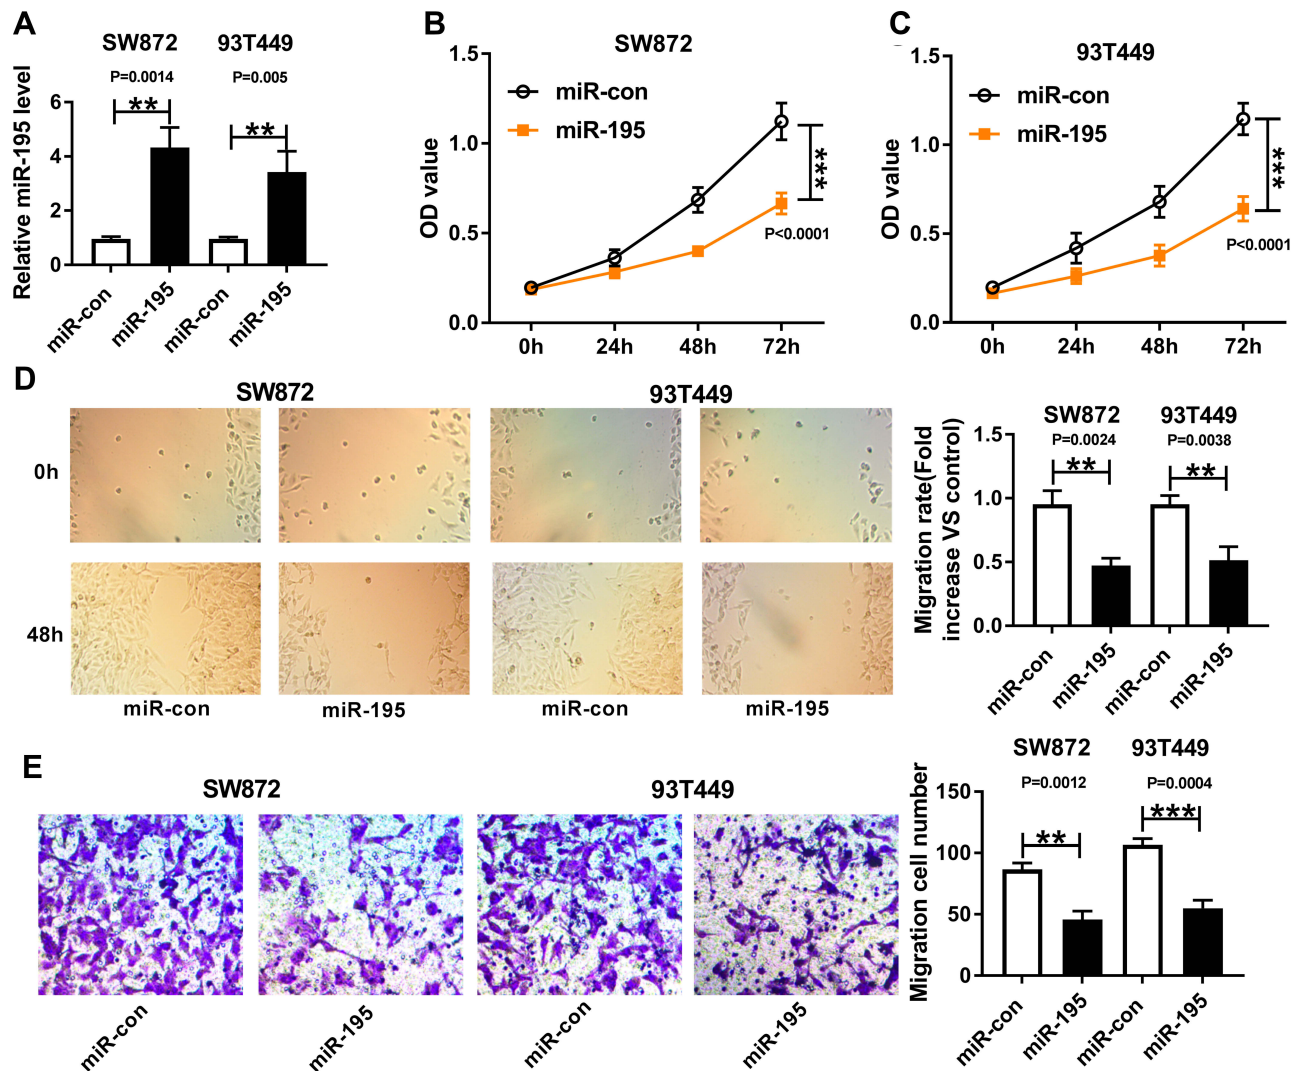 A
SW872 93T449
P=0.0014 P=0.005
** **
Relative miR-195 level
6
4
2
0
miR-con miR-195 miR-con miR-195
B
SW872
miR-con
miR-195
OD value
1.5
1.0
0.5
0.0
***
P<0.0001
0h 24h 48h 72h
C
93T449
miR-con
miR-195
OD value
1.5
1.0
0.5
0.0
***
P<0.0001
0h 24h 48h 72h
D
SW872 93T449
0h
48h
miR-con miR-195 miR-con miR-195
SW872 93T449
P=0.0024 P=0.0038
** **
Migration rate(Fold
increase VS control)
1.5
1.0
0.5
0.0
miR-con miR-195 miR-con miR-195
E
SW872 93T449
miR-con miR-195 miR-con miR-195
SW872 93T449
P=0.0012 P=0.0004
** ***
Migration cell number
150
100
50
0
miR-con miR-195 miR-con miR-195